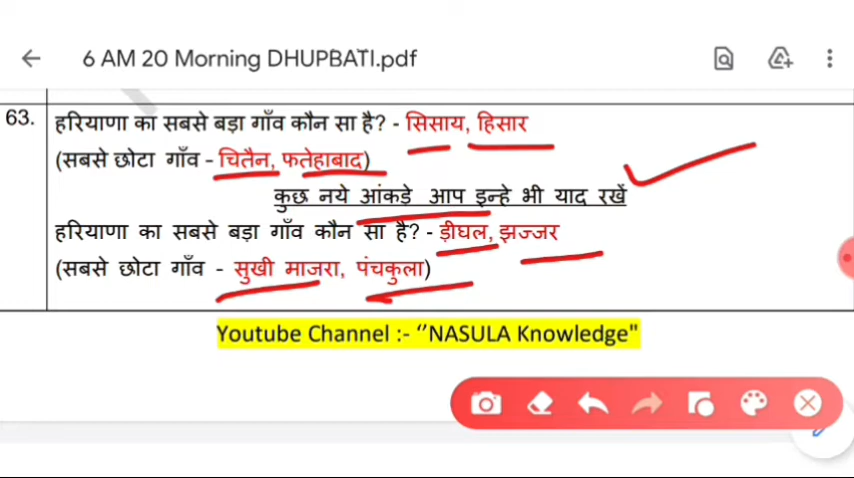 6 AM 20 Morning DHUPBATI.pdf
63. हरियाणा का सबसे बड़ा गाँव कौन सा है? - सिसाय, हिसार
(सबसे छोटा गाँव - चितैन, फतेहाबाद)
कुछ नये आंकड़े आप इन्हे भी याद रखें
हरियाणा का सबसे बड़ा गाँव कौन सा है? - ड़ीघल, झज्जर
(सबसे छोटा गाँव - सुखी माजरा, पंचकुला)
Youtube Channel :- ‘’NASULA Knowledge"